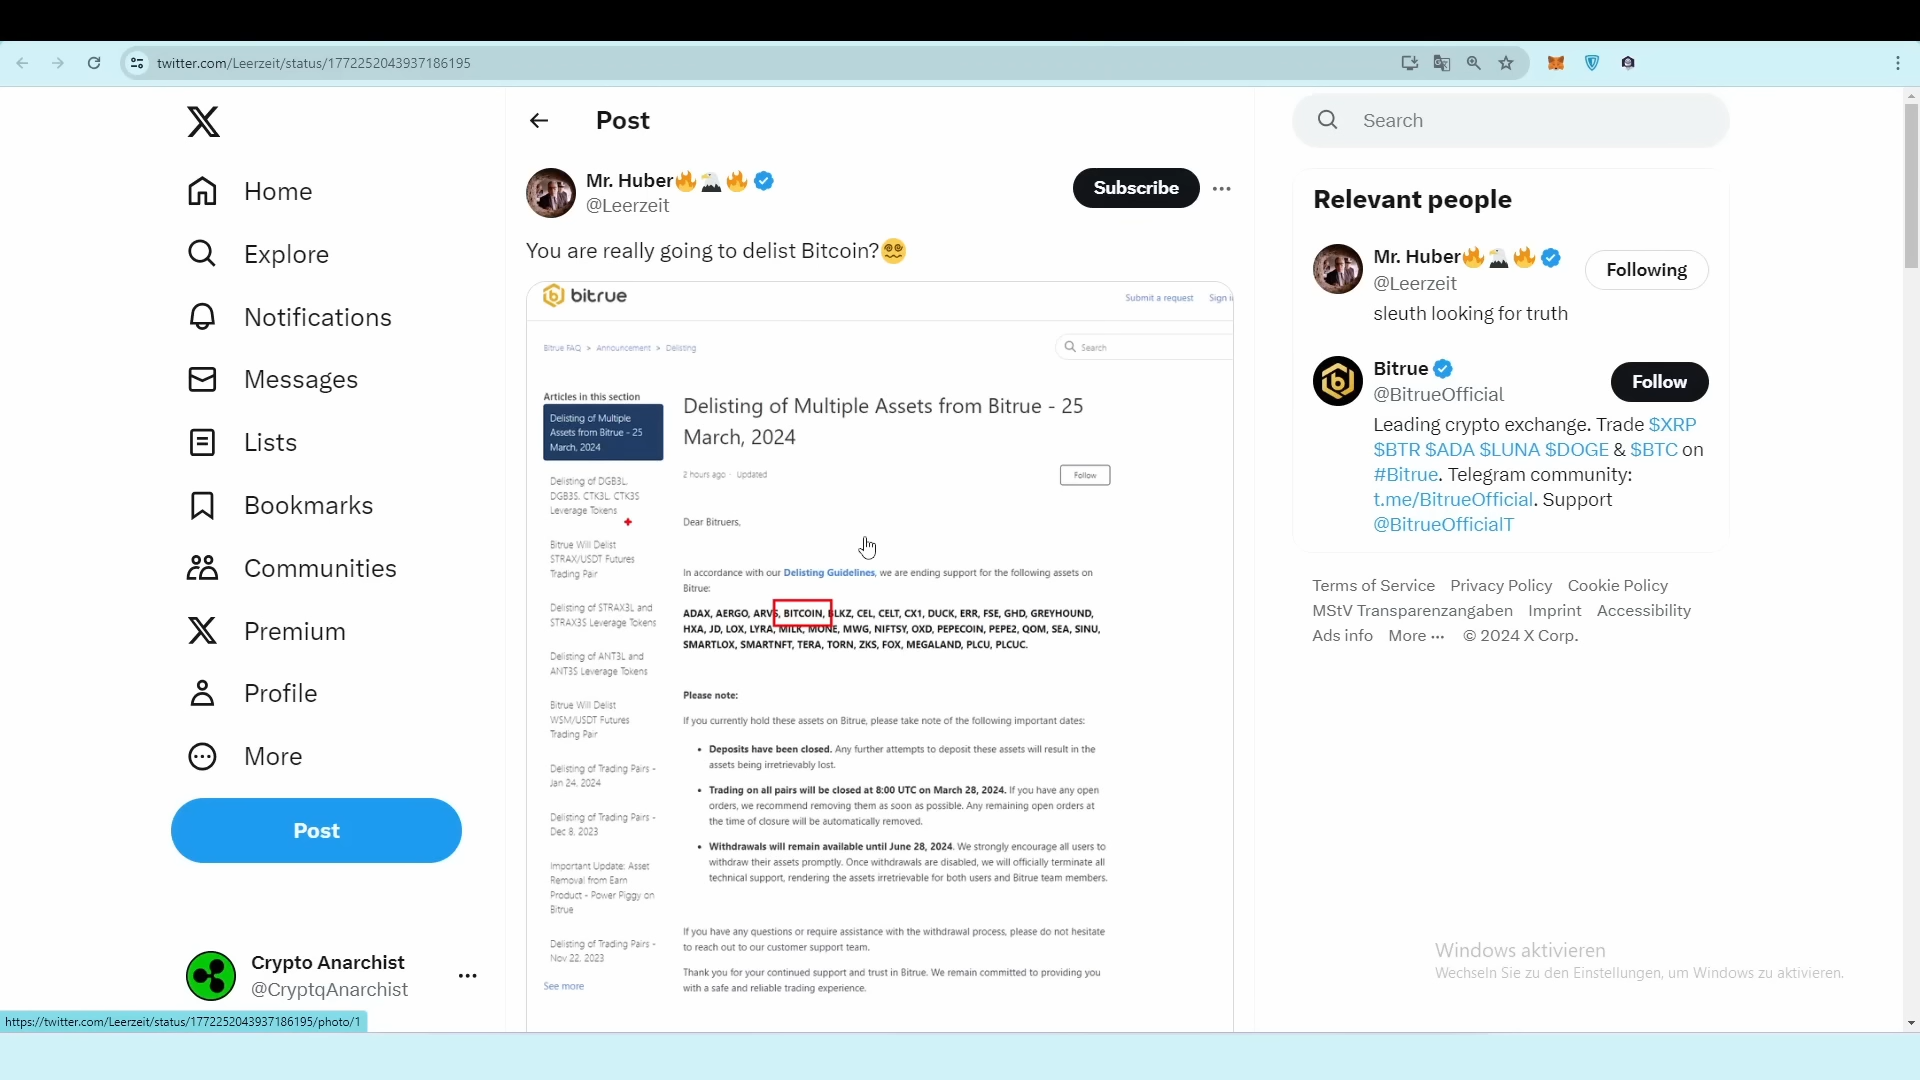 twitter.com/Leerzeit/status/1772252043937186195
Home
Explore
Notifications
Messages
Lists
Bookmarks
Communities
Premium
Profile
More
Post
Crypto Anarchist
@CryptqAnarchist
https://twitter.com/Leerzeit/status/1772252043937186195/photo/1
Post
Mr. Huber
@Leerzeit
Subscribe
You are really going to delist Bitcoin?
bitrue
Submit a request
Sign i
Bitrue FAQ > Announcement > Delisting
Search
Articles in this section
Delisting of Multiple
Assets from Bitrue - 25
March, 2024
Delisting of DGB3L,
DGB3S, CTK3L, CTK3S
Leverage Tokens
Bitrue Will Delist
STRAX/USDT Futures
Trading Pair
Delisting of STRAX3L and
STRAX3S Leverage Tokens
Delisting of ANT3L and
ANT3S Leverage Tokens
Bitrue Will Delist
WSM/USDT Futures
Trading Pair
Delisting of Trading Pairs -
Jan 24, 2024
Delisting of Trading Pairs -
Dec 8, 2023
Important Update: Asset
Removal from Earn
Product - Power Piggy on
Bitrue
Delisting of Trading Pairs -
Nov 22, 2023
See more
Delisting of Multiple Assets from Bitrue - 25
March, 2024
2 hours ago · Updated
Follow
Dear Bitruers,
In accordance with our Delisting Guidelines, we are ending support for the following assets on
Bitrue:
ADAX, AERGO, ARVS, BITCOIN, BLKZ, CEL, CELT, CX1, DUCK, ERR, FSE, GHD, GREYHOUND,
HXA, JD, LOX, LYRA, MILK, MONE, MWG, NIFTSY, OXD, PEPECOIN, PEPE2, QOM, SEA, SINU,
SMARTLOX, SMARTNFT, TERA, TORN, ZKS, FOX, MEGALAND, PLCU, PLCUC.
Please note:
If you currently hold these assets on Bitrue, please take note of the following important dates:
• Deposits have been closed. Any further attempts to deposit these assets will result in the
assets being irretrievably lost.
• Trading on all pairs will be closed at 8:00 UTC on March 28, 2024. If you have any open
orders, we recommend removing them as soon as possible. Any remaining open orders at
the time of closure will be automatically removed.
• Withdrawals will remain available until June 28, 2024. We strongly encourage all users to
withdraw their assets promptly. Once withdrawals are disabled, we will officially terminate all
technical support, rendering the assets irretrievable for both users and Bitrue team members.
If you have any questions or require assistance with the withdrawal process, please do not hesitate
to reach out to our customer support team.
Thank you for your continued support and trust in Bitrue. We remain committed to providing you
with a safe and reliable trading experience.
Search
Relevant people
Mr. Huber
@Leerzeit
Following
sleuth looking for truth
Bitrue
@BitrueOfficial
Follow
Leading crypto exchange. Trade $XRP
$BTR $ADA $LUNA $DOGE & $BTC on
#Bitrue. Telegram community:
t.me/BitrueOfficial. Support
@BitrueOfficialT
Terms of Service Privacy Policy Cookie Policy
MStV Transparenzangaben Imprint Accessibility
Ads info More ··· © 2024 X Corp.
Windows aktivieren
Wechseln Sie zu den Einstellungen, um Windows zu aktivieren.